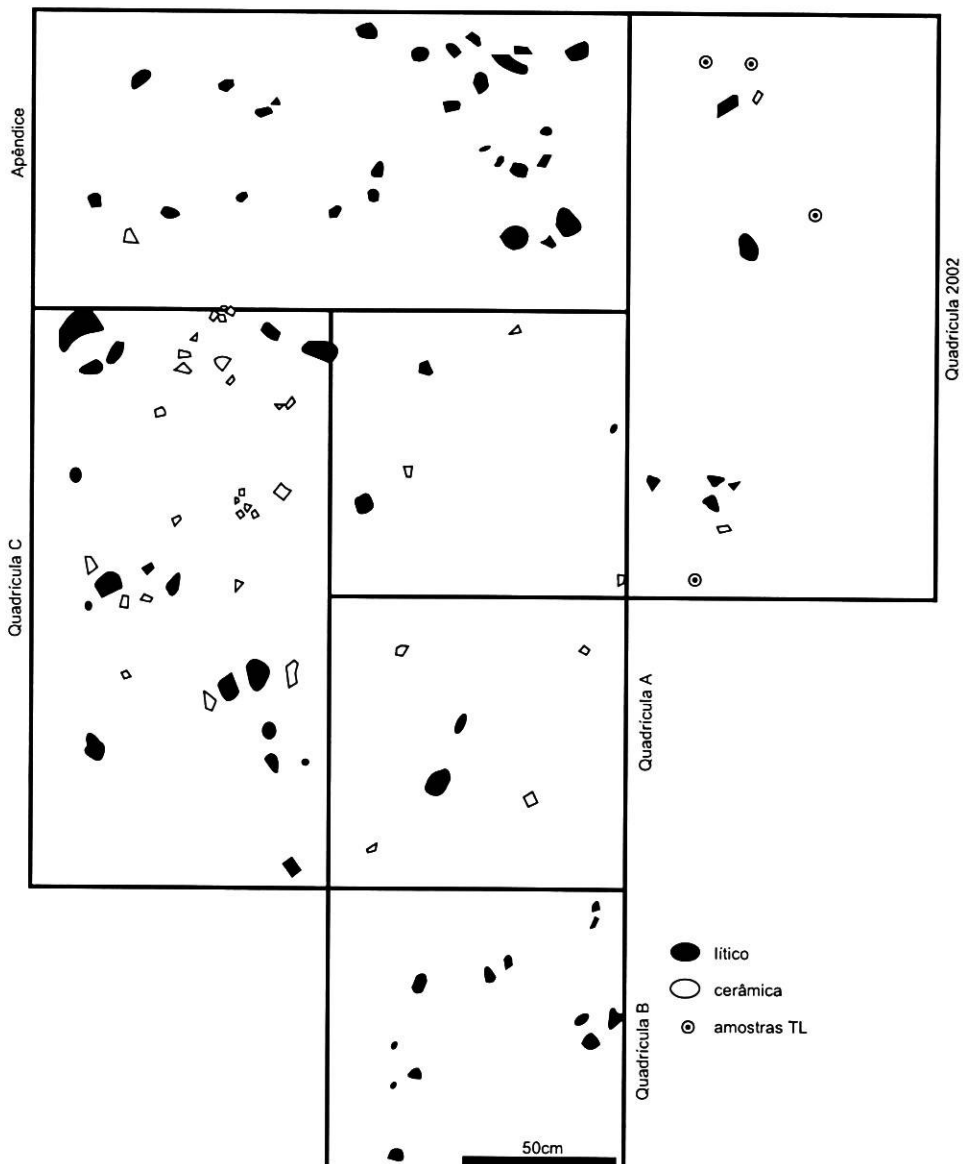 Apêndice
Quadrícula 2002
Quadrícula C
Quadrícula A
Quadrícula B
lítico
cerâmica
amostras TL
50cm